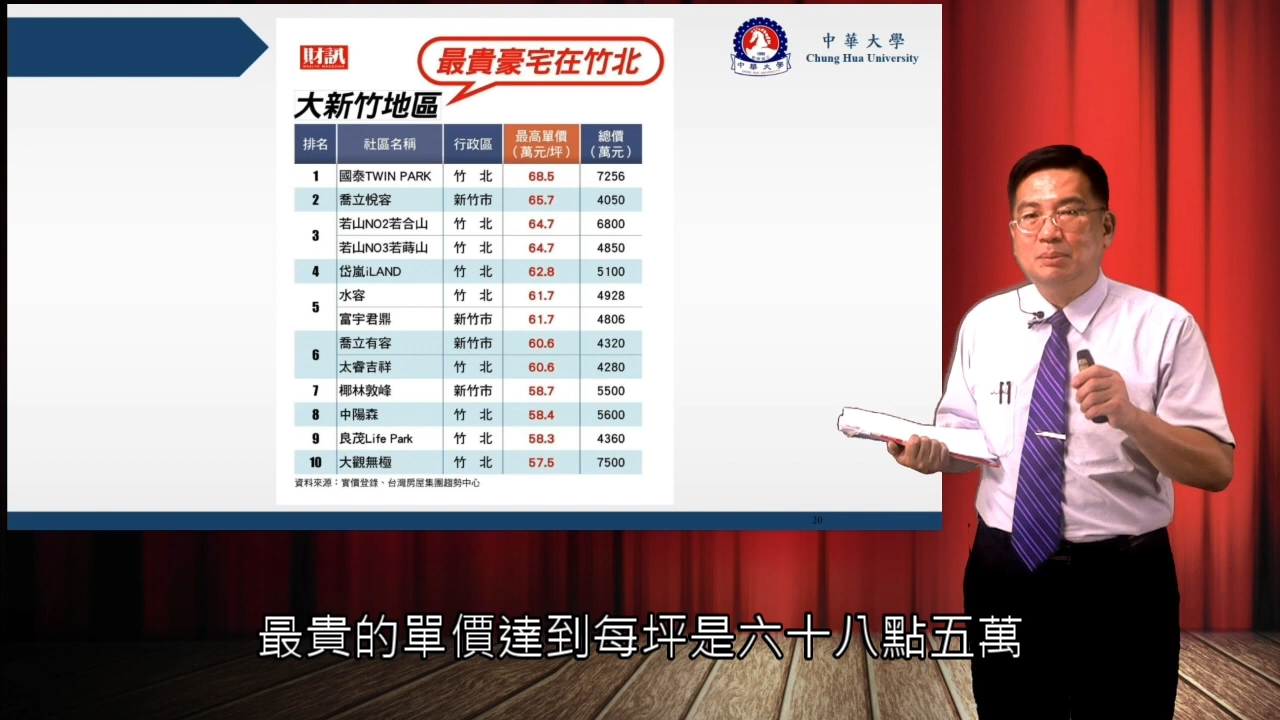 財訊
最貴豪宅在竹北
大新竹地區
排名 社區名稱 行政區 最高單價（萬元/坪） 總價（萬元）
1 國泰TWIN PARK 竹 北 68.5 7256
2 喬立悅容 新竹市 65.7 4050
3 若山NO2若合山 竹 北 64.7 6800
若山NO3若蒔山 竹 北 64.7 4850
4 岱嵐iLAND 竹 北 62.8 5100
5 水容 竹 北 61.7 4928
富宇君鼎 新竹市 61.7 4806
6 喬立有容 新竹市 60.6 4320
太睿吉祥 竹 北 60.6 4280
7 椰林敦峰 新竹市 58.7 5500
8 中陽森 竹 北 58.4 5600
9 良茂Life Park 竹 北 58.3 4360
10 大觀無極 竹 北 57.5 7500
資料來源：實價登錄、台灣房屋集團趨勢中心
中華大學
中華大學
Chung Hua University
20
最貴的單價達到每坪是六十八點五萬